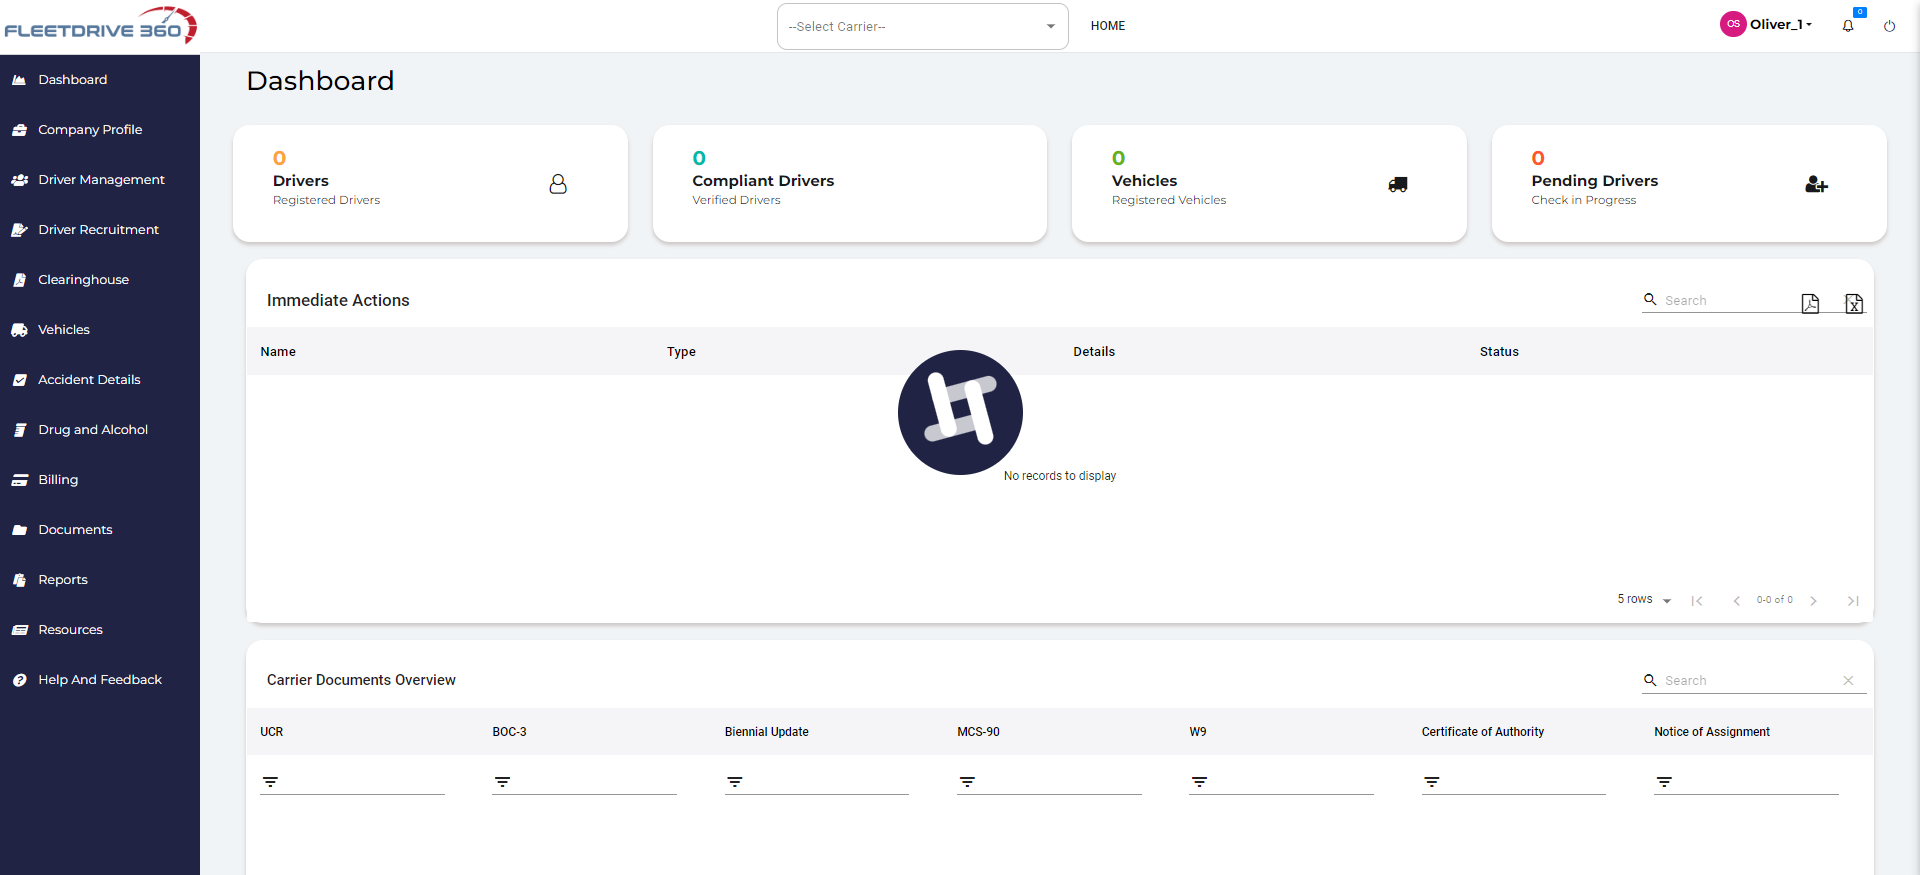 FLEETDRIVE 360
--Select Carrier--
HOME
OS
Oliver_1
0
Dashboard
Company Profile
Driver Management
Driver Recruitment
Clearinghouse
Vehicles
Accident Details
Drug and Alcohol
Billing
Documents
Reports
Resources
Help And Feedback
Dashboard
0
Drivers
Registered Drivers
0
Compliant Drivers
Verified Drivers
0
Vehicles
Registered Vehicles
0
Pending Drivers
Check in Progress
Immediate Actions
Search
Name Type Details Status
No records to display
5 rows
0-0 of 0
Carrier Documents Overview
Search
UCR BOC-3 Biennial Update MCS-90 W9 Certificate of Authority Notice of Assignment